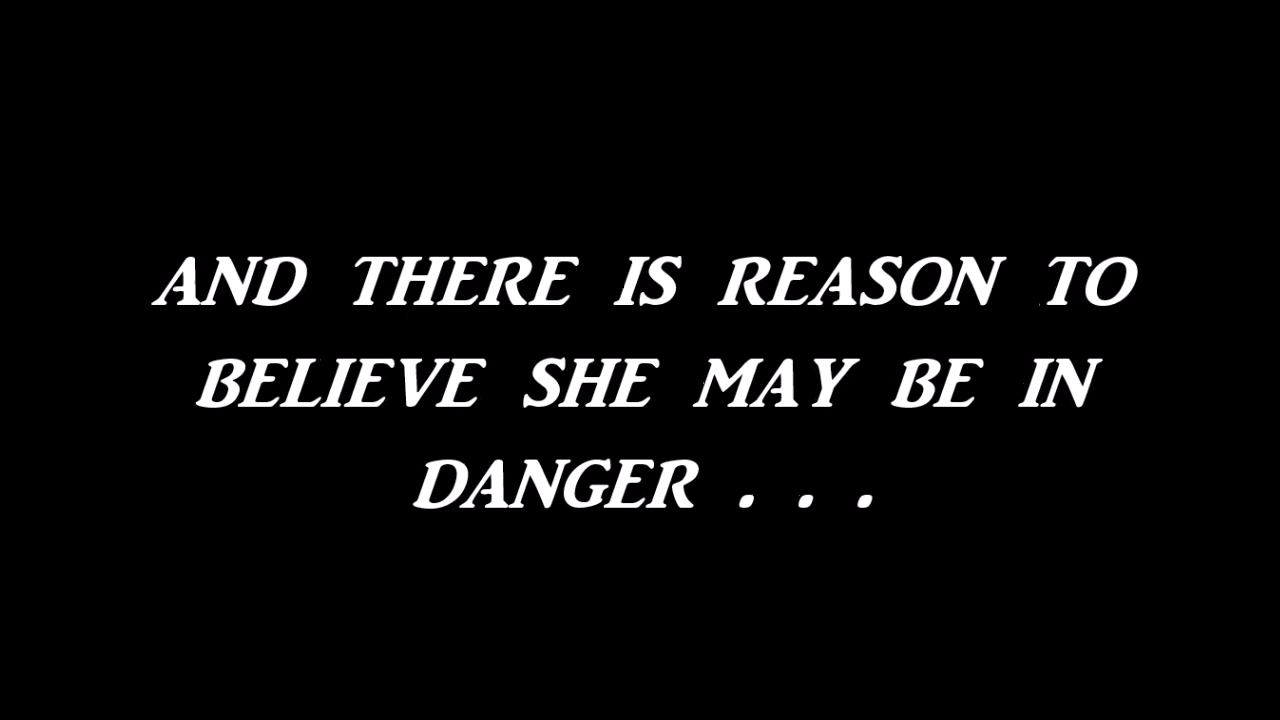 AND THERE IS REASON TO
BELIEVE SHE MAY BE IN
DANGER . . .